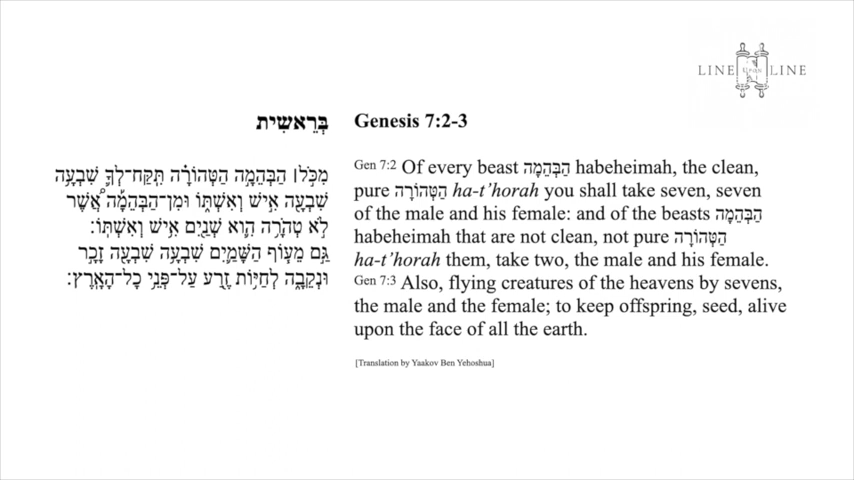 LINE UPON LINE
בְּרֵאשִׁית
Genesis 7:2-3
מִכֹּ֣ל׀ הַבְּהֵמָ֣ה הַטְּהוֹרָ֗ה תִּֽקַּח־לְךָ֛ שִׁבְעָ֥ה
שִׁבְעָ֖ה אִ֣ישׁ וְאִשְׁתּ֑וֹ וּמִן־הַבְּהֵמָ֡ה אֲ֠שֶׁר
לֹ֣א טְהֹרָ֥ה הִ֛וא שְׁנַ֖יִם אִ֥ישׁ וְאִשְׁתּֽוֹ׃
גַּ֣ם מֵע֧וֹף הַשָּׁמַ֛יִם שִׁבְעָ֥ה שִׁבְעָ֖ה זָכָ֣ר
וּנְקֵבָ֑ה לְחַיּ֥וֹת זֶ֖רַע עַל־פְּנֵ֥י כָל־הָאָֽרֶץ׃
Gen 7:2 Of every beast הַבְּהֵמָה habeheimah, the clean,
pure הַטְּהוֹרָה ha-t’horah you shall take seven, seven
of the male and his female: and of the beasts הַבְּהֵמָה
habeheimah that are not clean, not pure הַטְּהוֹרָה
ha-t’horah them, take two, the male and his female.
Gen 7:3 Also, flying creatures of the heavens by sevens,
the male and the female; to keep offspring, seed, alive
upon the face of all the earth.
[Translation by Yaakov Ben Yehoshua]